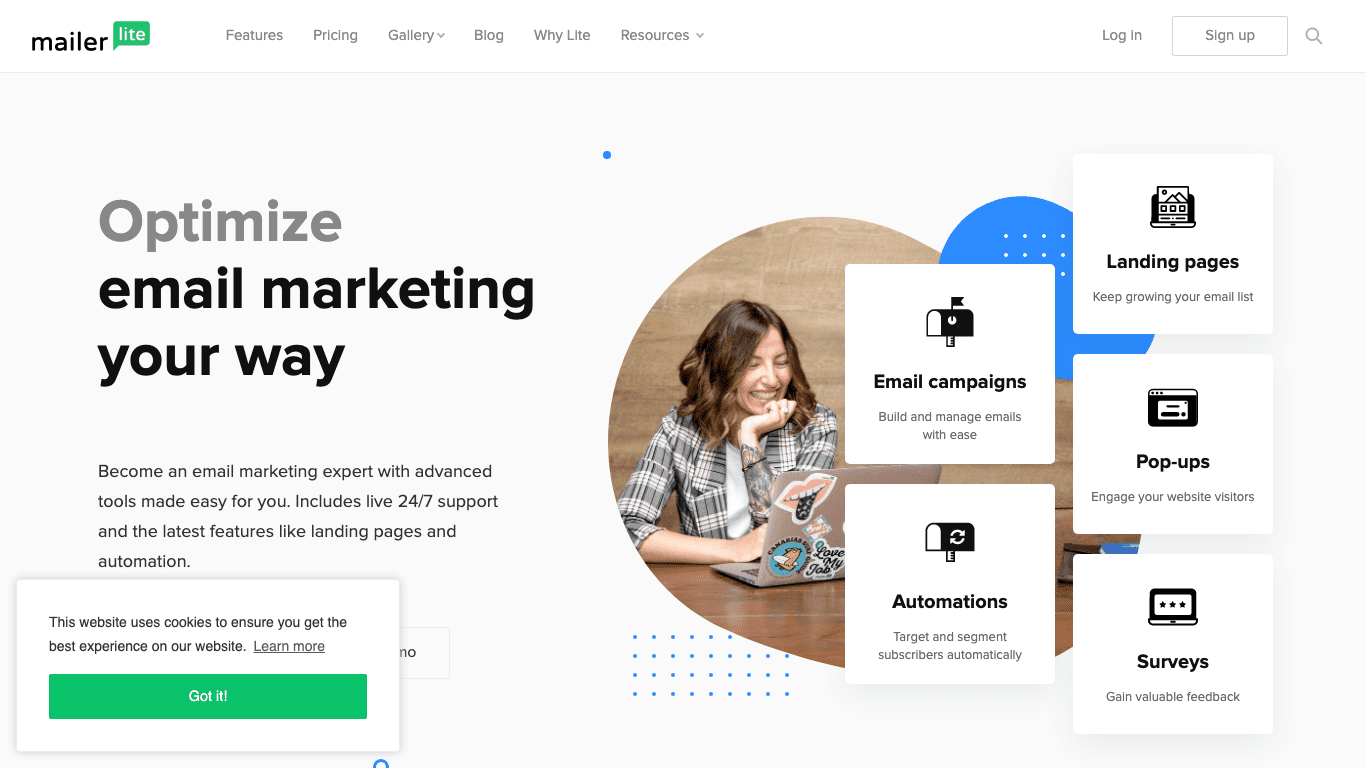 mailer lite
Features
Pricing
Gallery
Blog
Why Lite
Resources
Log in
Sign up
Optimize
email marketing
your way
Become an email marketing expert with advanced
tools made easy for you. Includes live 24/7 support
and the latest features like landing pages and
automation.
This website uses cookies to ensure you get the
best experience on our website. Learn more
Got it!
Email campaigns
Build and manage emails
with ease
Automations
Target and segment
subscribers automatically
Landing pages
Keep growing your email list
Pop-ups
Engage your website visitors
Surveys
Gain valuable feedback
Love
My
Job